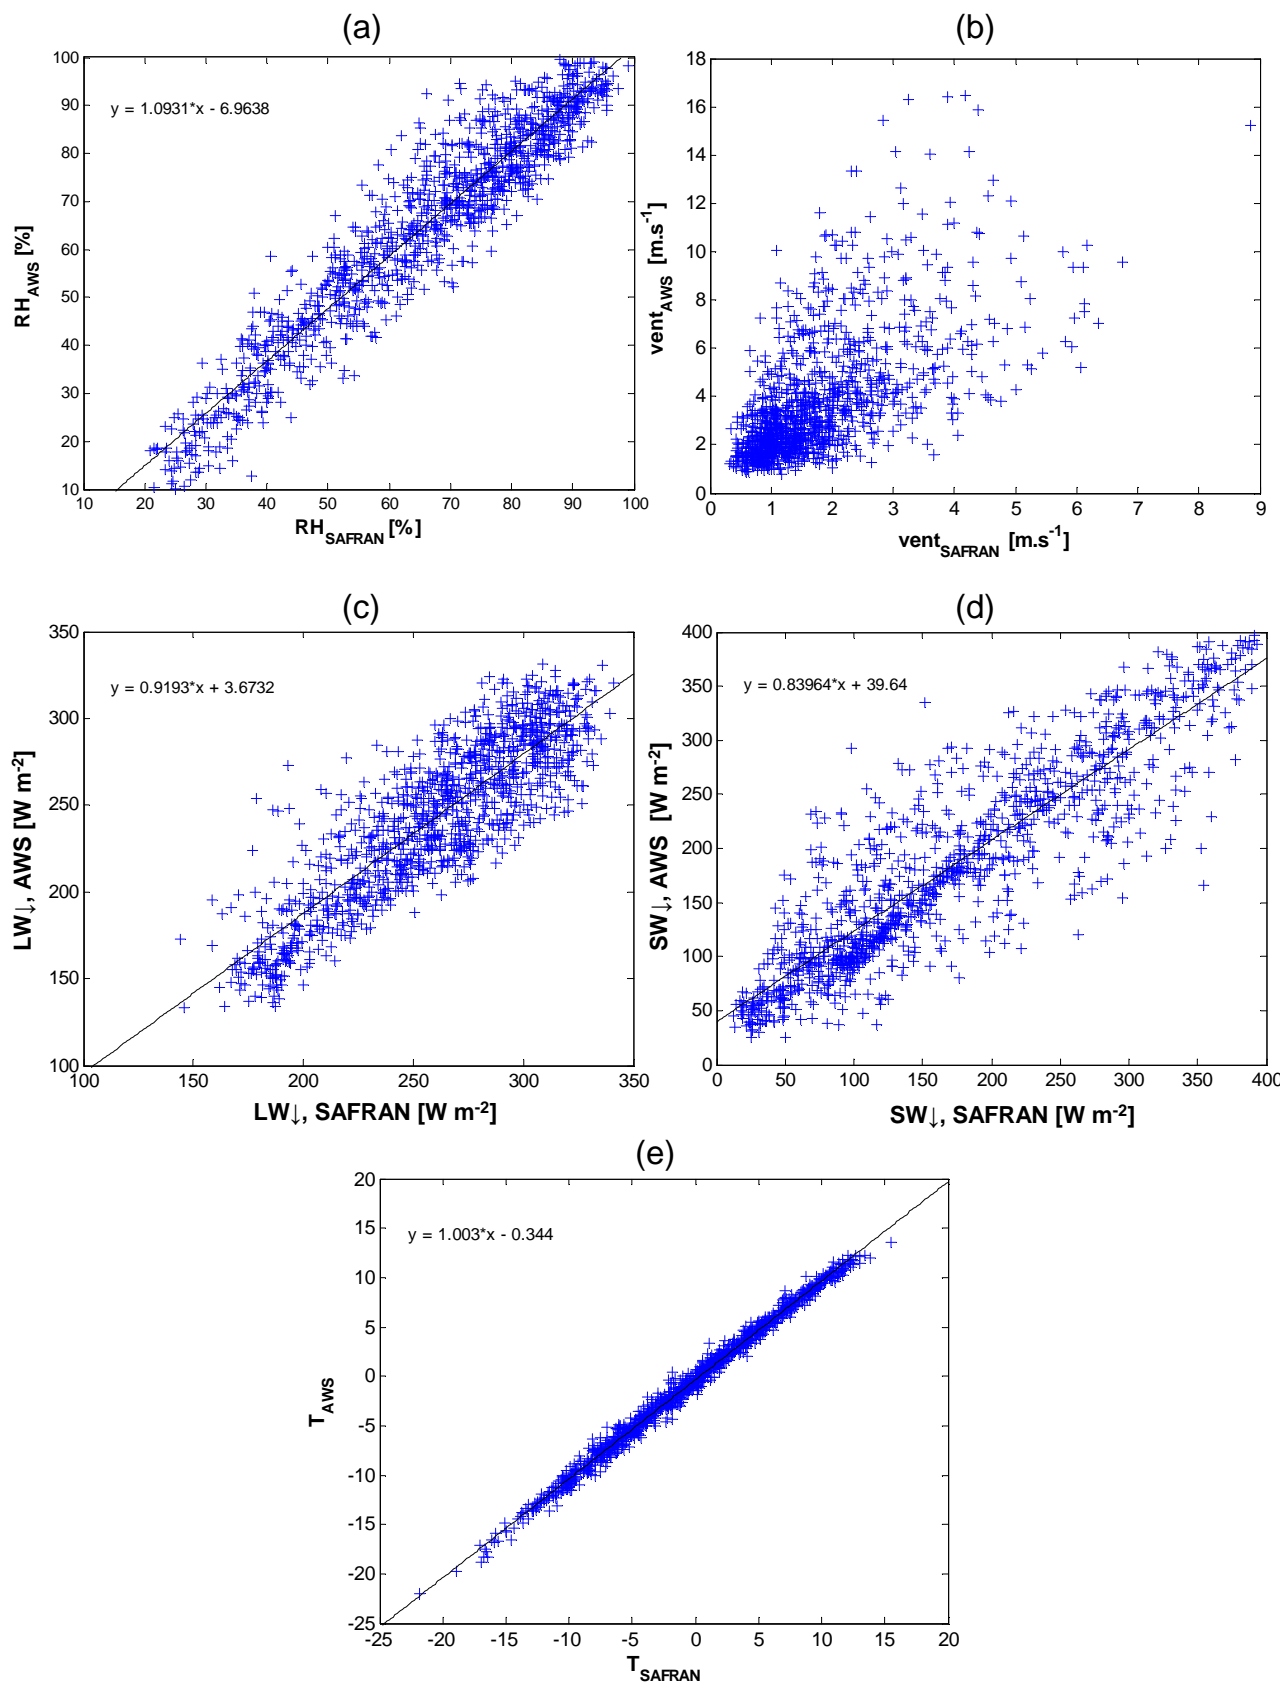 (a)
100
90
80
70
60
50
40
30
20
10
y = 1.0931*x - 6.9638
RH_AWS [%]
10 20 30 40 50 60 70 80 90 100
RH_SAFRAN [%]
(b)
18
16
14
12
10
8
6
4
2
0
vent_AWS [m.s^-1]
0 1 2 3 4 5 6 7 8 9
vent_SAFRAN [m.s^-1]
(c)
350
300
250
200
150
100
y = 0.9193*x + 3.6732
LW↓, AWS [W m^-2]
100 200 250 300 350
LW↓, SAFRAN [W m^-2]
(d)
400
350
300
250
200
150
100
50
0
y = 0.83964*x + 39.64
SW↓, AWS [W m^-2]
0 50 100 150 200 250 300 350 400
SW↓, SAFRAN [W m^-2]
(e)
20
15
10
5
0
-5
-10
-15
-20
-25
y = 1.003*x - 0.344
T_AWS
-25 -20 -15 -10 -5 0 5 10 15 20
T_SAFRAN